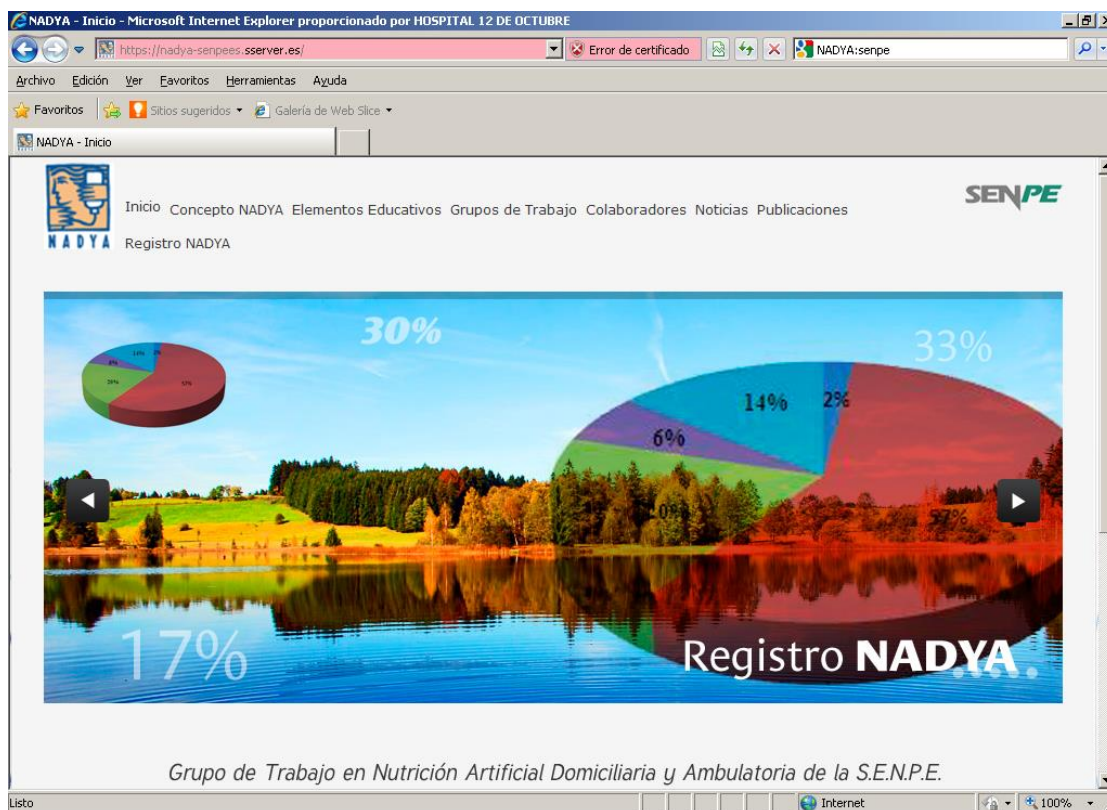 NADYA - Inicio - Microsoft Internet Explorer proporcionado por HOSPITAL 12 DE OCTUBRE
https://nadya-senpees.sserver.es/
Error de certificado
NADYA:senpe
Archivo Edición Ver Favoritos Herramientas Ayuda
Favoritos Sitios sugeridos Galería de Web Slice
NADYA - Inicio
SENPE
Inicio Concepto NADYA Elementos Educativos Grupos de Trabajo Colaboradores Noticias Publicaciones
NADYA Registro NADYA
30%
33%
14% 2%
6%
17%
Registro NADYA
Grupo de Trabajo en Nutrición Artificial Domiciliaria y Ambulatoria de la S.E.N.P.E.
Listo Internet 100%